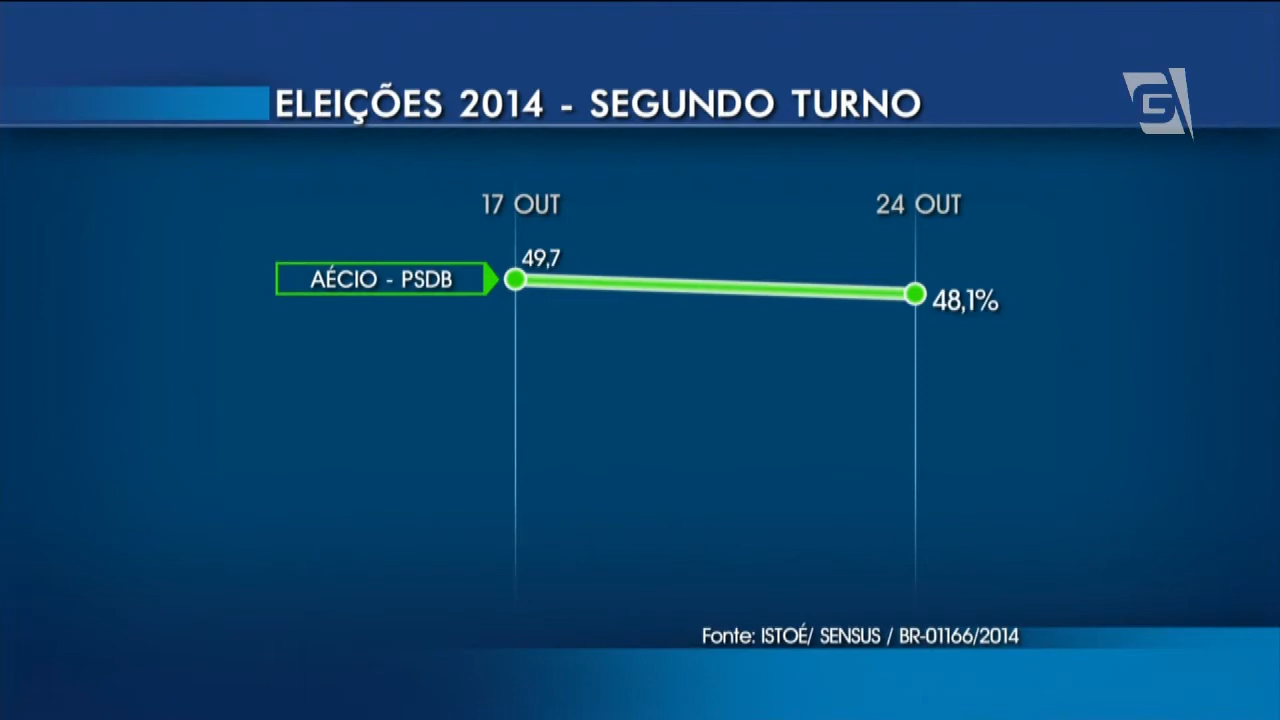 ELEIÇÕES 2014 - SEGUNDO TURNO
17 OUT 24 OUT
49,7
AÉCIO - PSDB
48,1%
Fonte: ISTOÉ/ SENSUS / BR-01166/2014